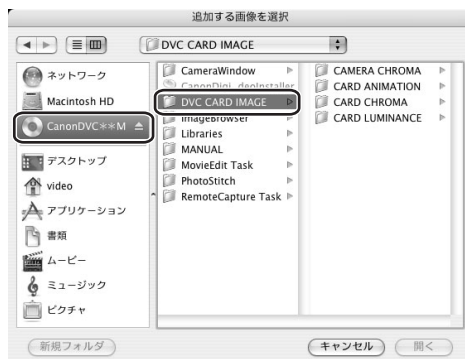 追加する画像を選択
DVC CARD IMAGE
ネットワーク
Macintosh HD
CanonDVC**M
デスクトップ
video
アプリケーション
書類
ムービー
ミュージック
ピクチャ
CameraWindow
CanonDigi...deoInstaller
DVC CARD IMAGE
ImageBrowser
Libraries
MANUAL
MovieEdit Task
PhotoStitch
RemoteCapture Task
CAMERA CHROMA
CARD ANIMATION
CARD CHROMA
CARD LUMINANCE
新規フォルダ
キャンセル
開く